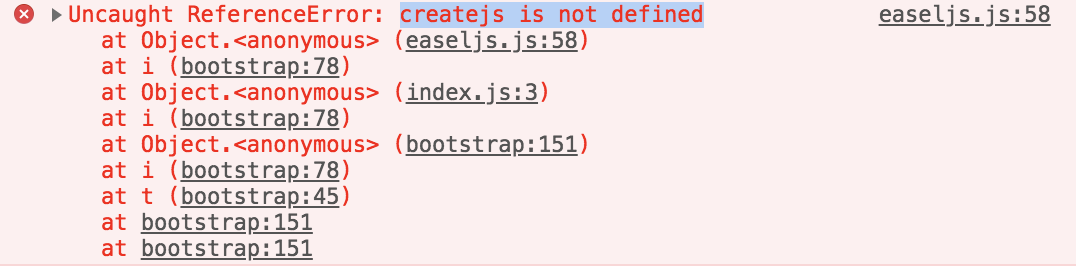 Uncaught ReferenceError: createjs is not defined easeljs.js:58
at Object.<anonymous> (easeljs.js:58)
at i (bootstrap:78)
at Object.<anonymous> (index.js:3)
at i (bootstrap:78)
at Object.<anonymous> (bootstrap:151)
at i (bootstrap:78)
at t (bootstrap:45)
at bootstrap:151
at bootstrap:151